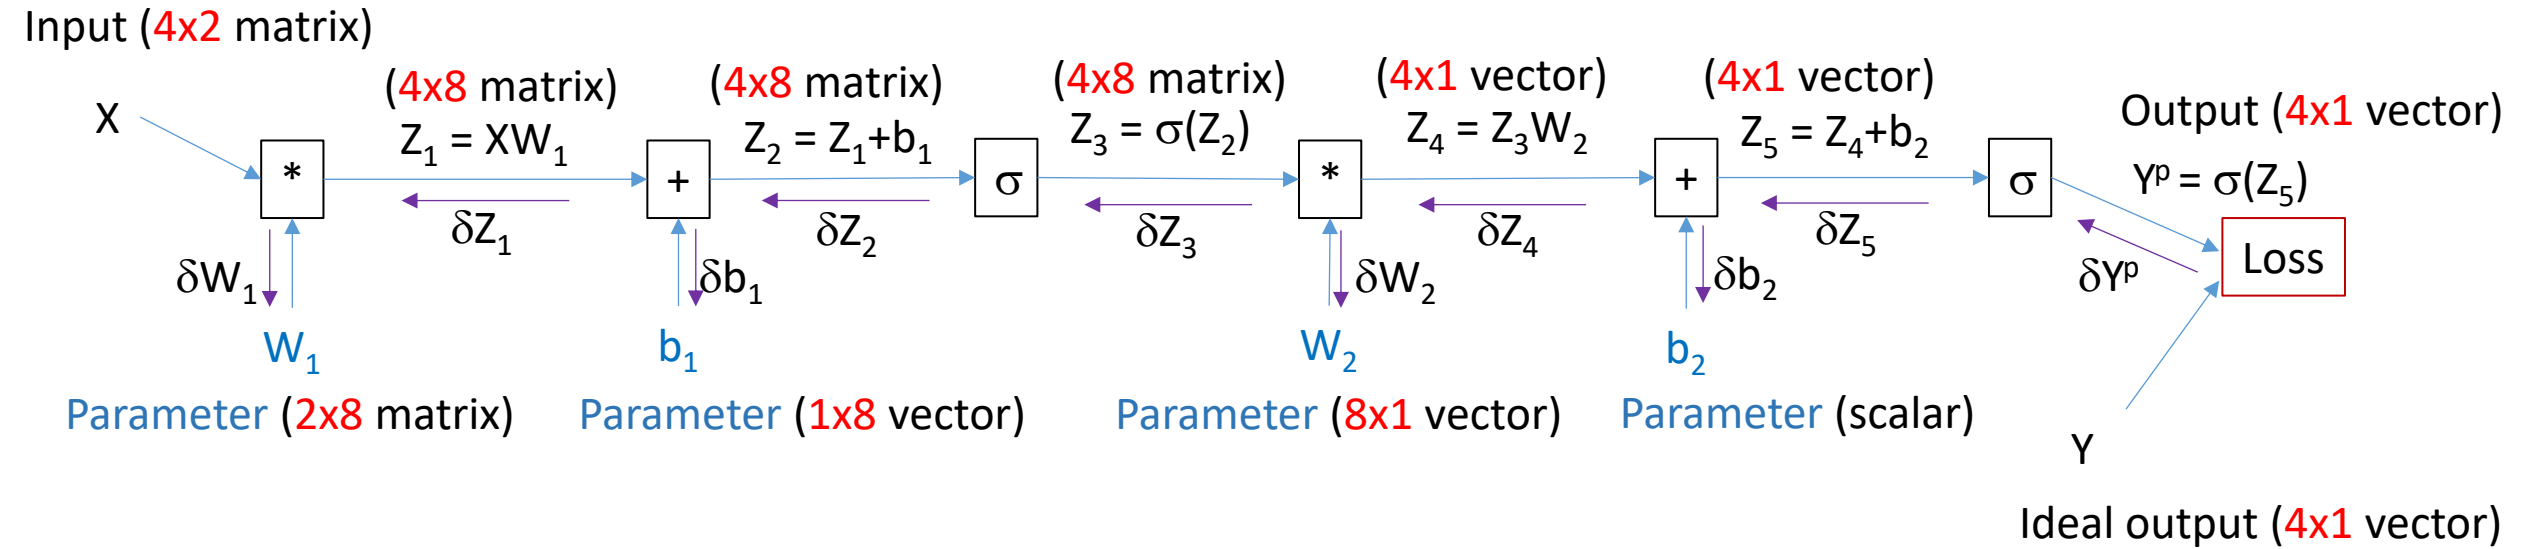 Input (4x2 matrix)
X
*
(4x8 matrix)
Z₁ = XW₁
δZ₁
δW₁
W₁
Parameter (2x8 matrix)
+
(4x8 matrix)
Z₂ = Z₁+b₁
δZ₂
δb₁
b₁
Parameter (1x8 vector)
σ
(4x8 matrix)
Z₃ = σ(Z₂)
δZ₃
*
(4x1 vector)
Z₄ = Z₃W₂
δZ₄
δW₂
W₂
Parameter (8x1 vector)
+
(4x1 vector)
Z₅ = Z₄+b₂
δZ₅
δb₂
b₂
Parameter (scalar)
σ
Output (4x1 vector)
Yᵖ = σ(Z₅)
δYᵖ
Loss
Y
Ideal output (4x1 vector)